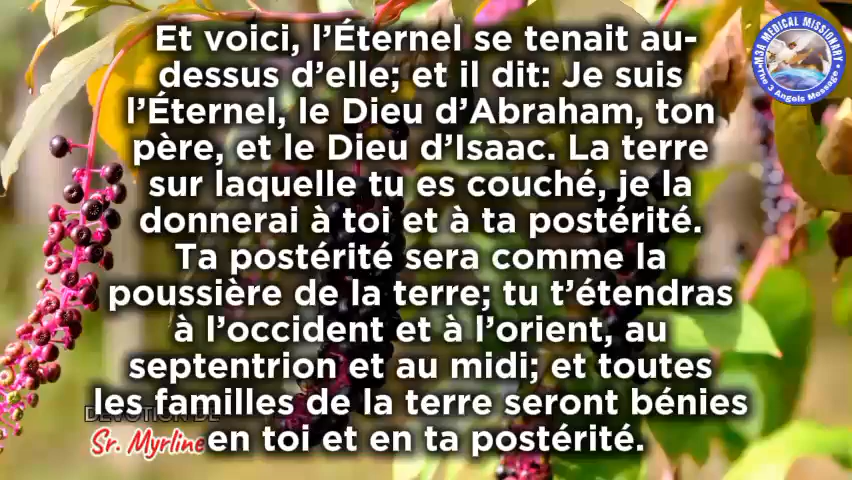 Et voici, l’Éternel se tenait au-
dessus d’elle; et il dit: Je suis
l’Éternel, le Dieu d’Abraham, ton
père, et le Dieu d’Isaac. La terre
sur laquelle tu es couché, je la
donnerai à toi et à ta postérité.
Ta postérité sera comme la
poussière de la terre; tu t’étendras
à l’occident et à l’orient, au
septentrion et au midi; et toutes
les familles de la terre seront bénies
en toi et en ta postérité.
DEVOTION DE
Sr. Myrline
M3A MEDICAL MISSIONARY
The 3 Angels Message